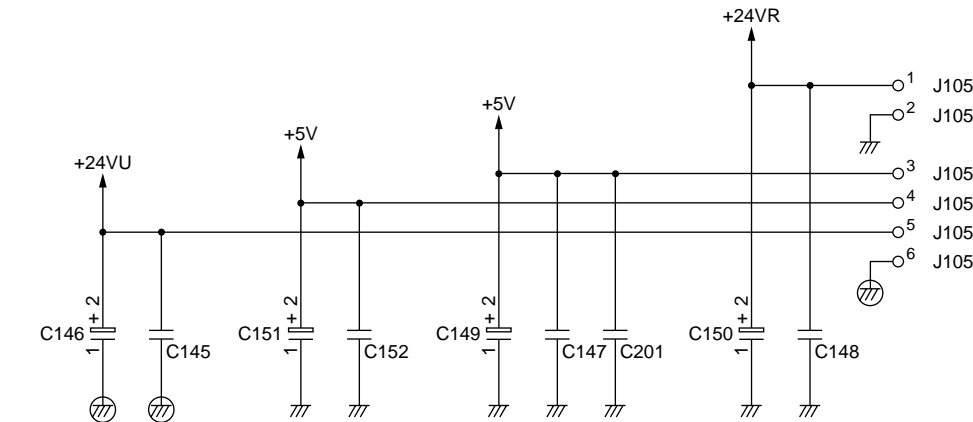 +24VR
1 J105
2 J105
+5V
+5V
3 J105
+24VU
4 J105
5 J105
6 J105
+ 2
+ 2
+ 2
+ 2
C146
C145
C151
C152
C149
C147
C201
C150
C148
1
1
1
1